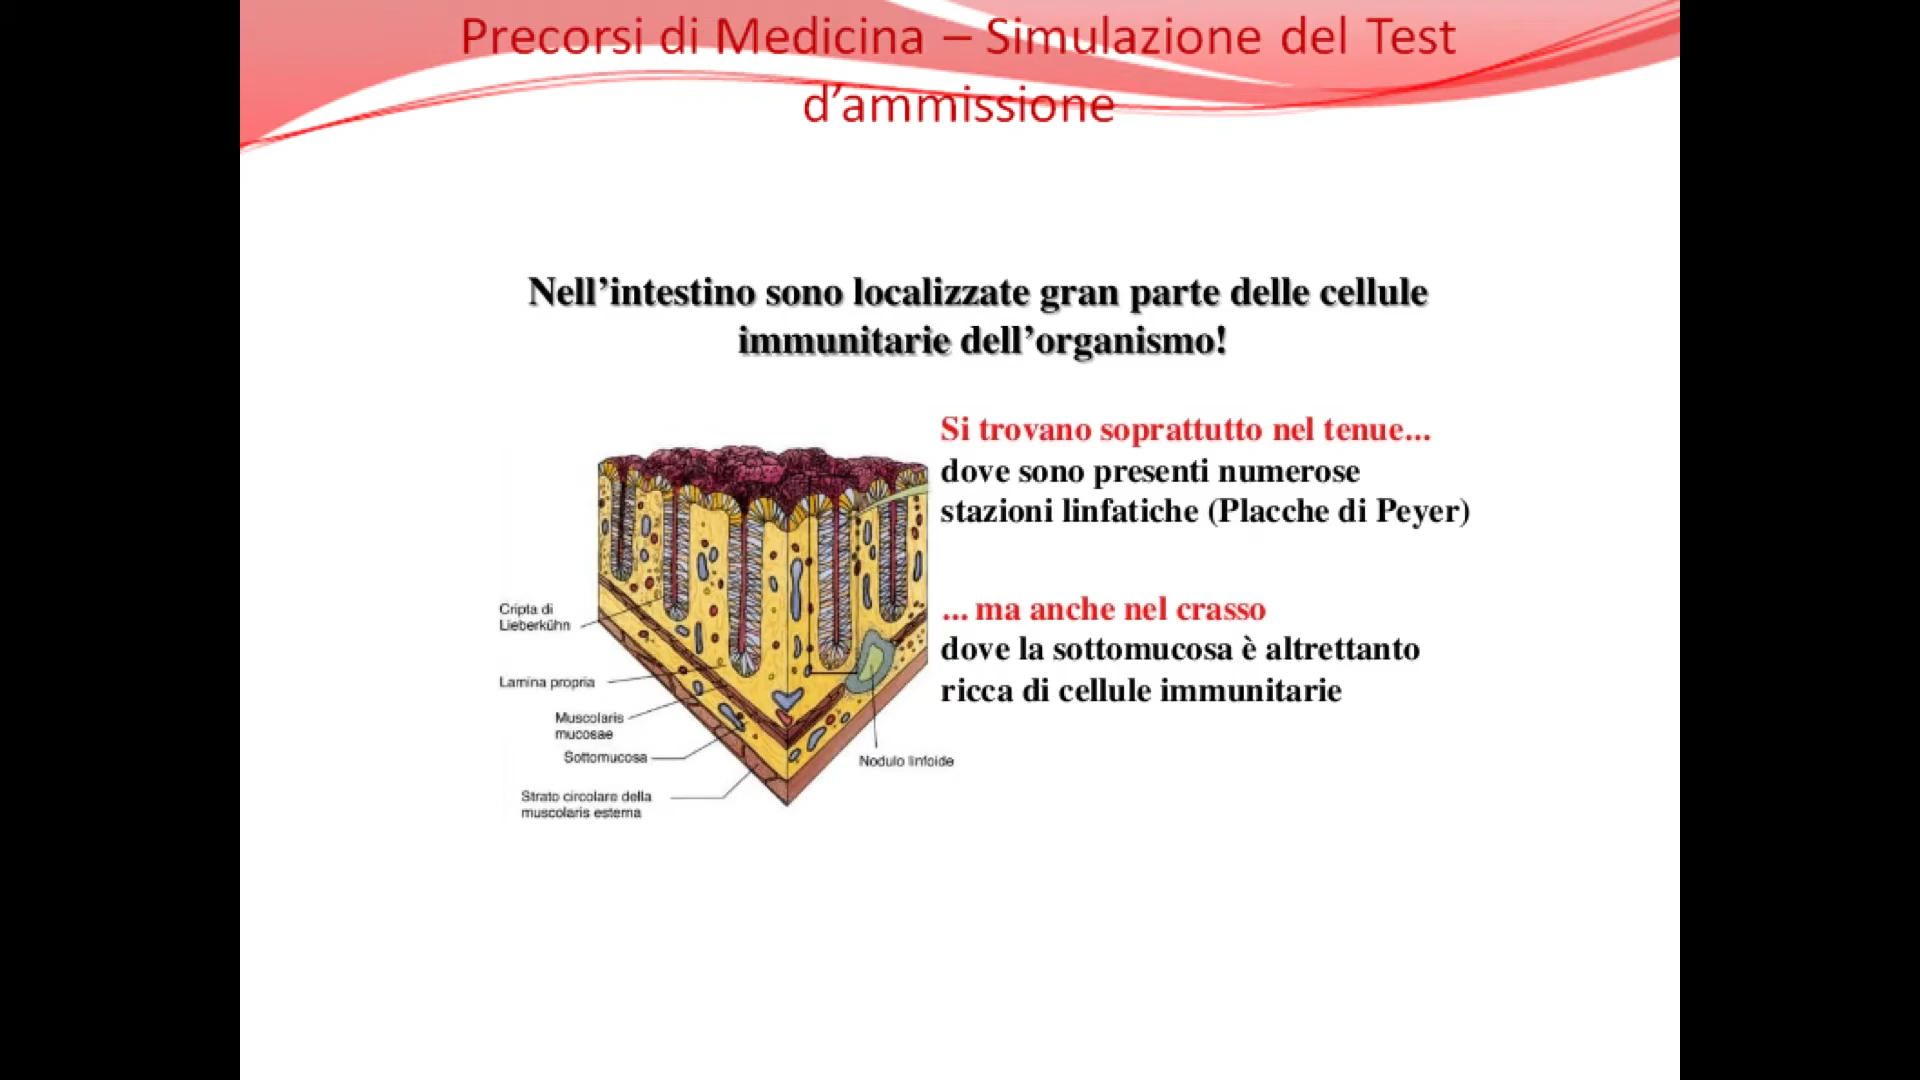 Precorsi di Medicina – Simulazione del Test
d’ammissione
Nell’intestino sono localizzate gran parte delle cellule
immunitarie dell’organismo!
Si trovano soprattutto nel tenue...
dove sono presenti numerose
stazioni linfatiche (Placche di Peyer)
... ma anche nel crasso
dove la sottomucosa è altrettanto
ricca di cellule immunitarie
Cripta di
Lieberkühn
Lamina propria
Muscolaris
mucosae
Sottomucosa
Strato circolare della
muscolaris esterna
Nodulo linfoide